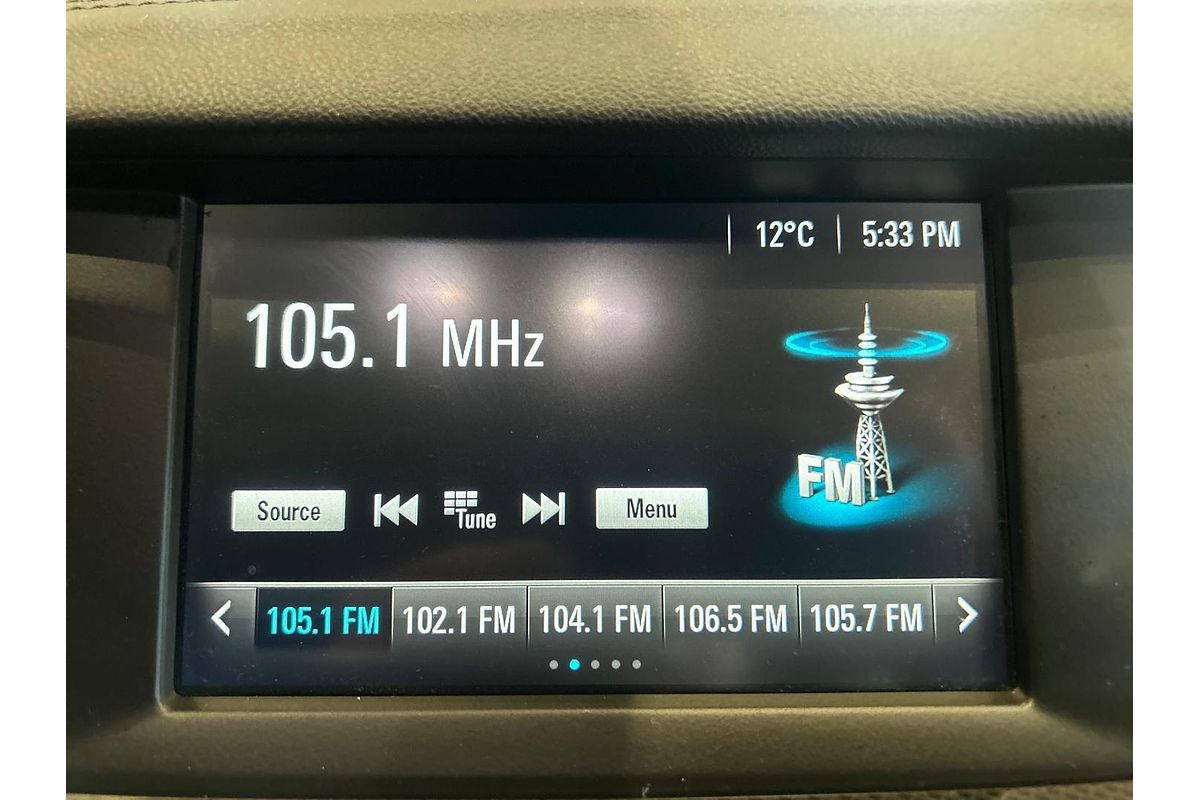 12°C 5:33 PM
105.1 MHz
FM
Source Tune Menu
105.1 FM 102.1 FM 104.1 FM 106.5 FM 105.7 FM